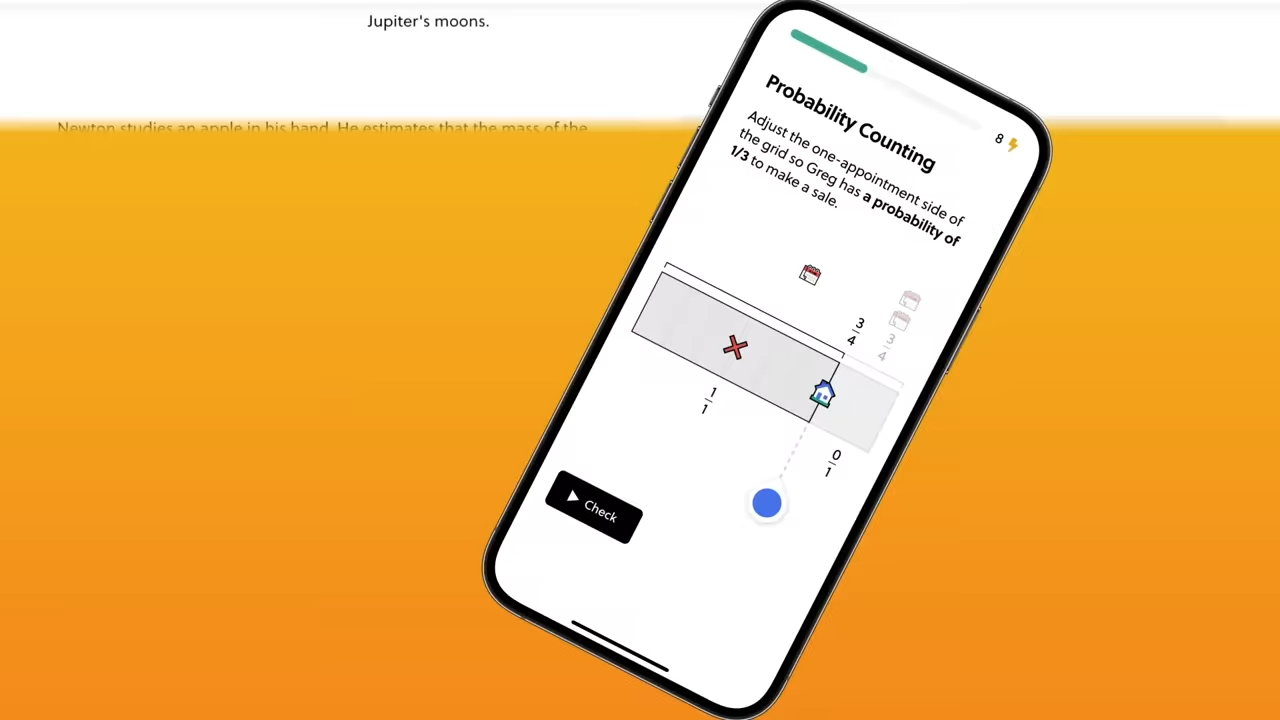 Jupiter's moons.
Newton studies an apple in his hand. He estimates that the mass of the
8
Probability Counting
Adjust the one-appointment side of
the grid so Greg has a probability of
1/3 to make a sale.
3
4
3
4
1
1
0
1
Check